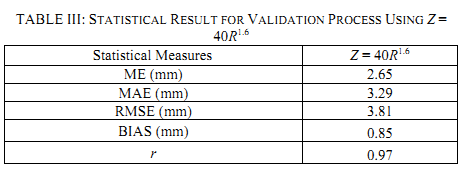 TABLE III: STATISTICAL RESULT FOR VALIDATION PROCESS USING Z =
40R^1.6
Statistical Measures Z = 40R^1.6
ME (mm) 2.65
MAE (mm) 3.29
RMSE (mm) 3.81
BIAS (mm) 0.85
r 0.97